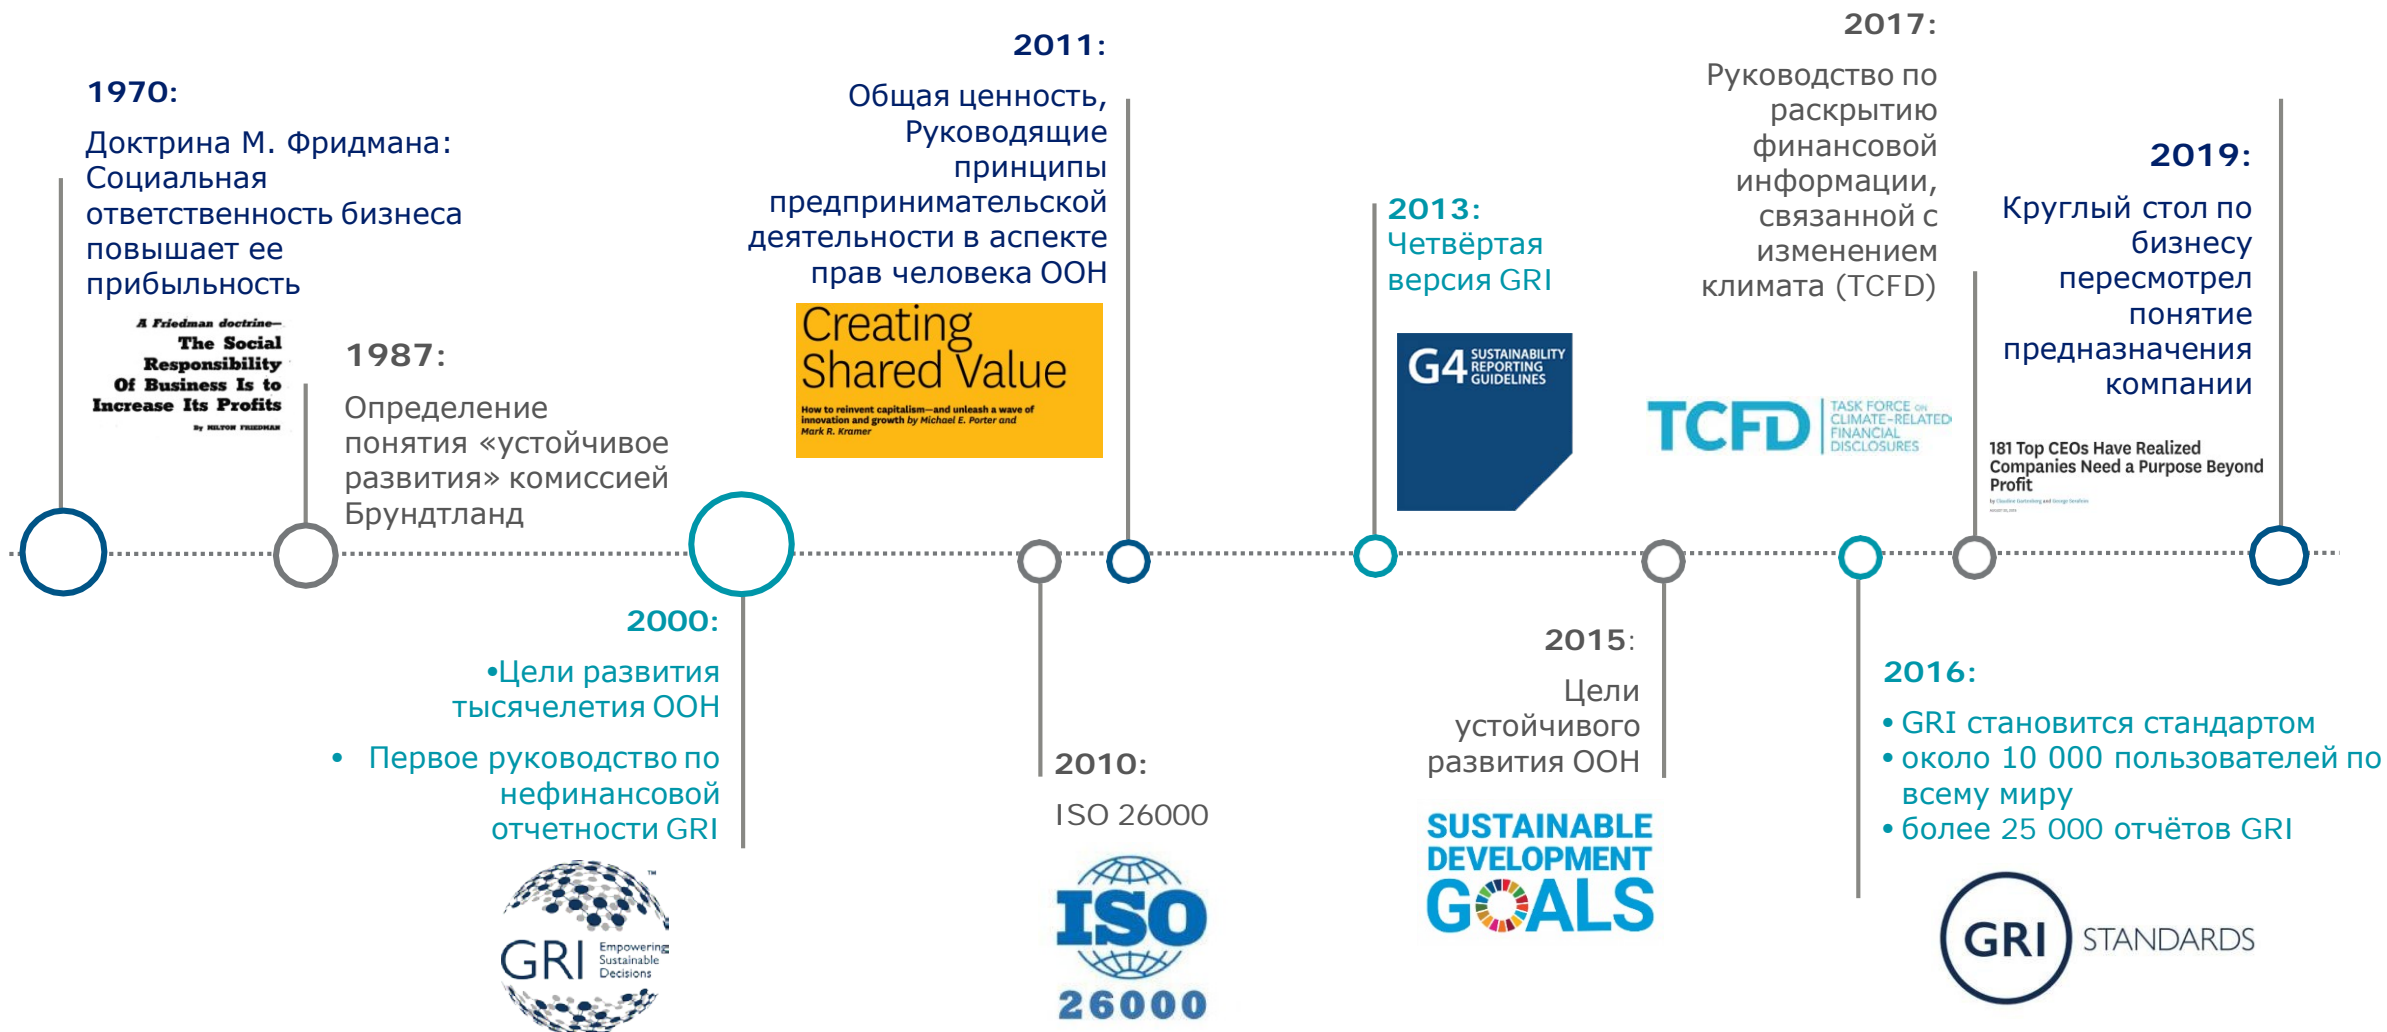 1970:
Доктрина М. Фридмана:
Социальная
ответственность бизнеса
повышает ее
прибыльность
A Friedman doctrine—
The Social
Responsibility
Of Business Is to
Increase Its Profits
By MILTON FRIEDMAN
1987:
Определение
понятия «устойчивое
развития» комиссией
Брундтланд
2000:
•Цели развития
тысячелетия ООН
• Первое руководство по
нефинансовой
отчетности GRI
TM
GRI
Empowering
Sustainable
Decisions
2010:
ISO 26000
ISO
26000
2011:
Общая ценность,
Руководящие
принципы
предпринимательской
деятельности в аспекте
прав человека ООН
Creating
Shared Value
How to reinvent capitalism—and unleash a wave of
innovation and growth by Michael E. Porter and
Mark R. Kramer
2013:
Четвёртая
версия GRI
G4 SUSTAINABILITY
REPORTING
GUIDELINES
2015:
Цели
устойчивого
развития ООН
SUSTAINABLE
DEVELOPMENT
GOALS
2016:
• GRI становится стандартом
• около 10 000 пользователей по
всему миру
• более 25 000 отчётов GRI
GRI STANDARDS
2017:
Руководство по
раскрытию
финансовой
информации,
связанной с
изменением
климата (TCFD)
TCFD
TASK FORCE ON
CLIMATE-RELATED
FINANCIAL
DISCLOSURES
2019:
Круглый стол по
бизнесу
пересмотрел
понятие
предназначения
компании
181 Top CEOs Have Realized
Companies Need a Purpose Beyond
Profit
by Claudine Gartenberg and George Serafeim